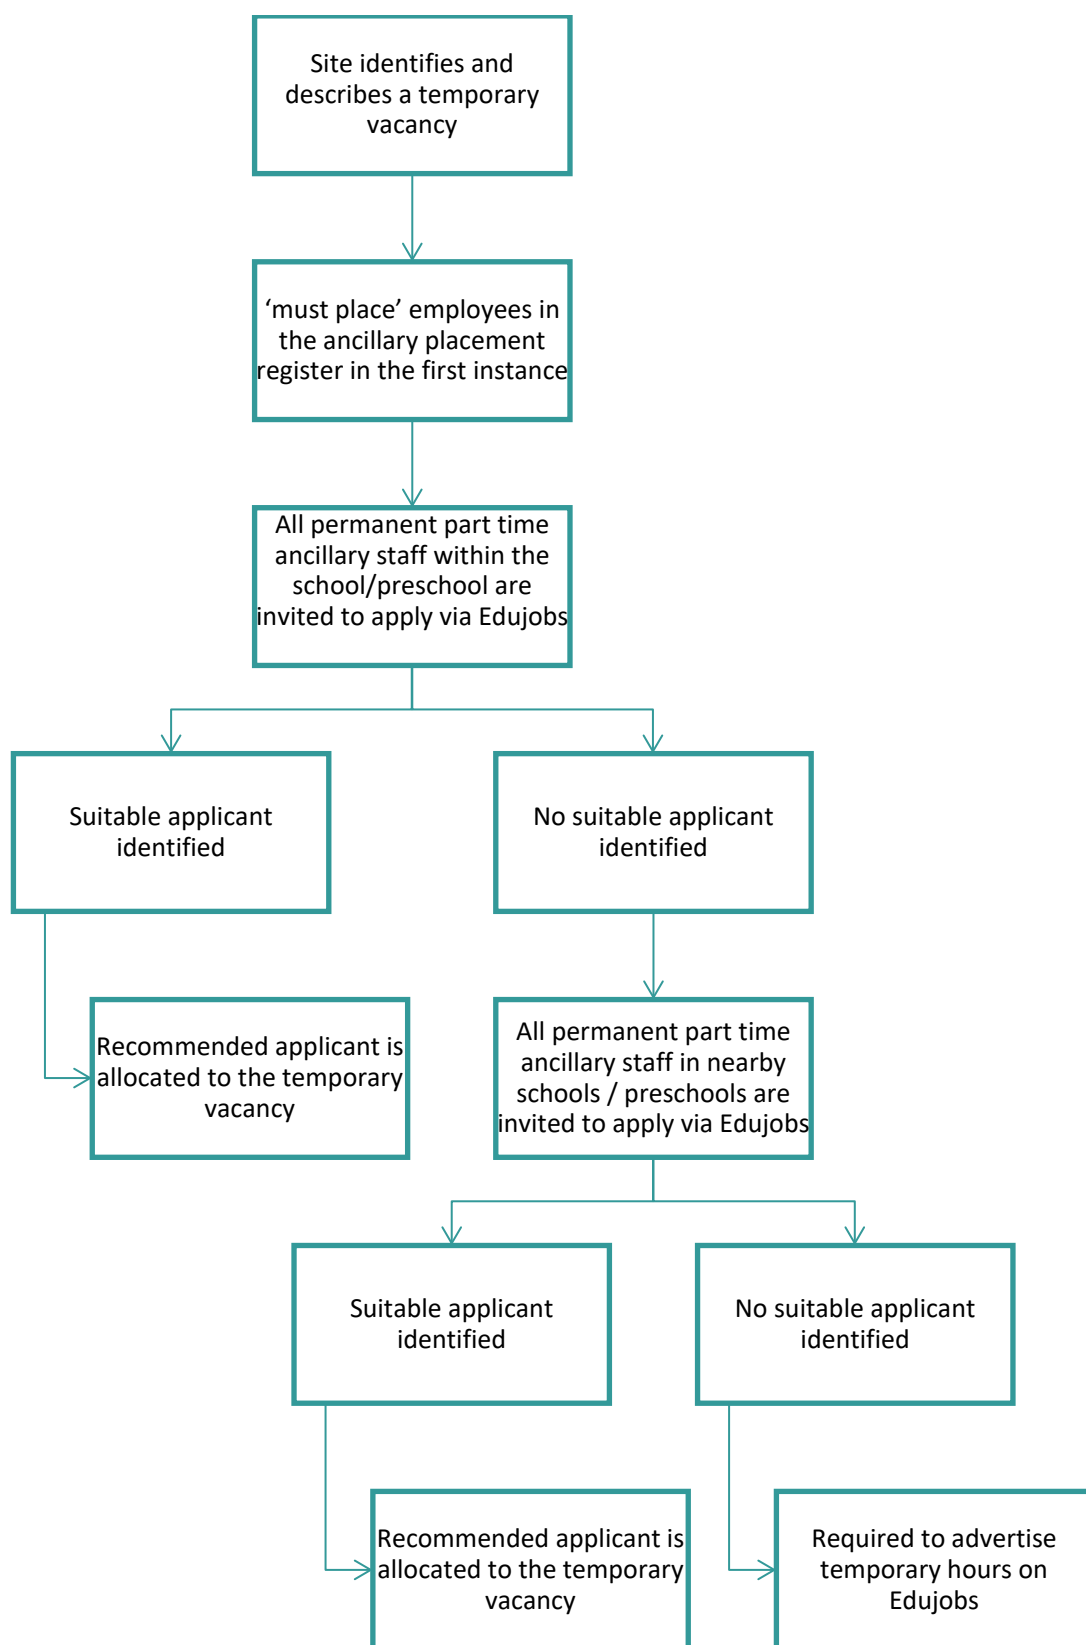 Site identifies and
describes a temporary
vacancy
‘must place’ employees in
the ancillary placement
register in the first instance
All permanent part time
ancillary staff within the
school/preschool are
invited to apply via Edujobs
Suitable applicant
identified
No suitable applicant
identified
Recommended applicant is
allocated to the temporary
vacancy
All permanent part time
ancillary staff in nearby
schools / preschools are
invited to apply via Edujobs
Suitable applicant
identified
No suitable applicant
identified
Recommended applicant is
allocated to the temporary
vacancy
Required to advertise
temporary hours on
Edujobs